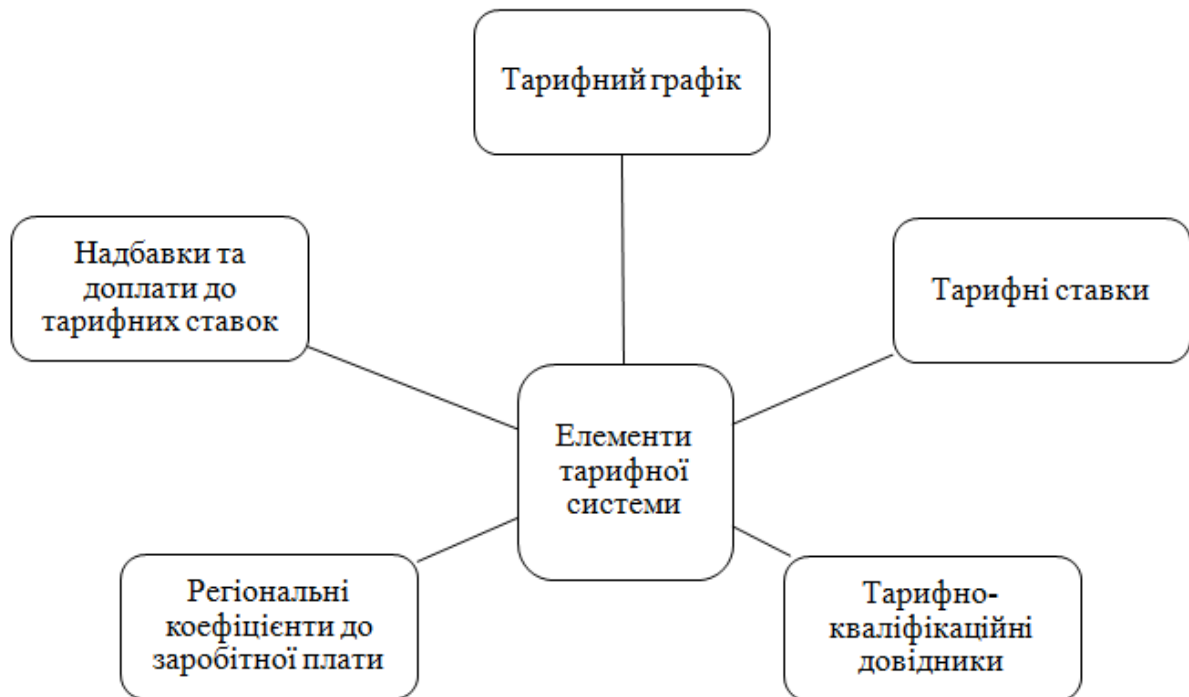 Тарифний графік
Надбавки та
доплати до
тарифних ставок
Тарифні ставки
Елементи
тарифної
системи
Регіональні
коефіцієнти до
заробітної плати
Тарифно-
кваліфікаційні
довідники